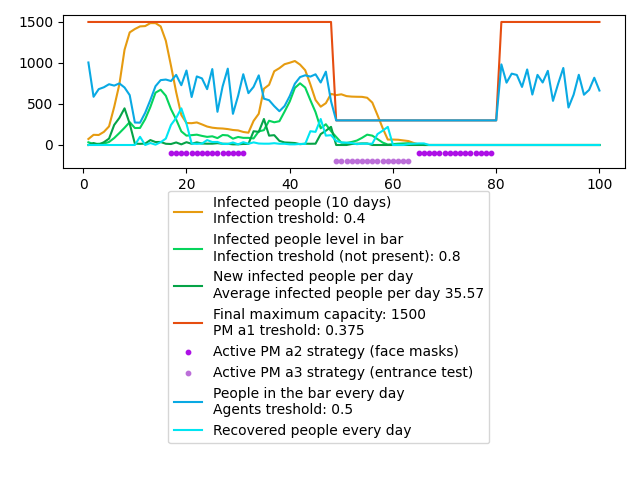 1500
1000
500
0
0
20
40
60
80
100
Infected people (10 days)
Infection treshold: 0.4
Infected people level in bar
Infection treshold (not present): 0.8
New infected people per day
Average infected people per day 35.57
Final maximum capacity: 1500
PM a1 treshold: 0.375
Active PM a2 strategy (face masks)
Active PM a3 strategy (entrance test)
People in the bar every day
Agents treshold: 0.5
Recovered people every day